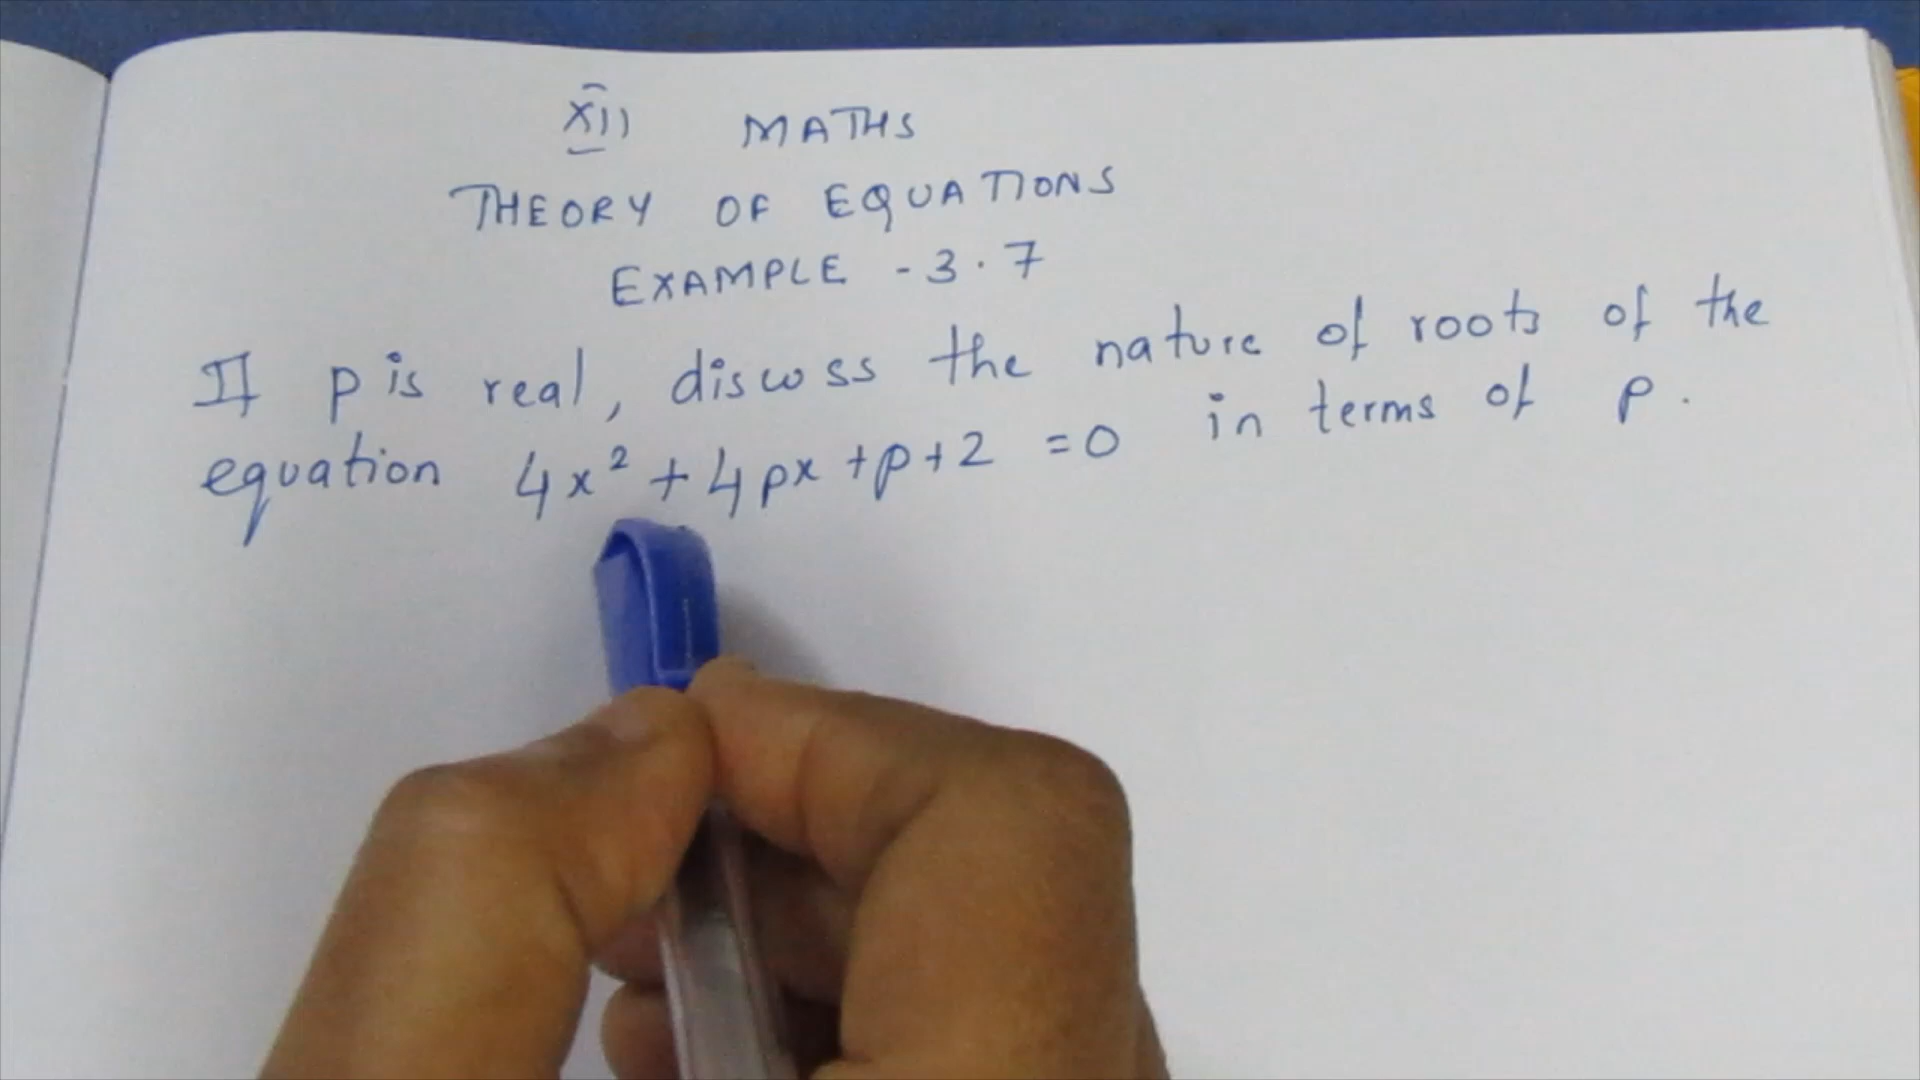 XII MATHS
THEORY OF EQUATIONS
EXAMPLE - 3.7
If p is real, discuss the nature of roots of the
equation 4x² + 4px + p + 2 = 0 in terms of p.